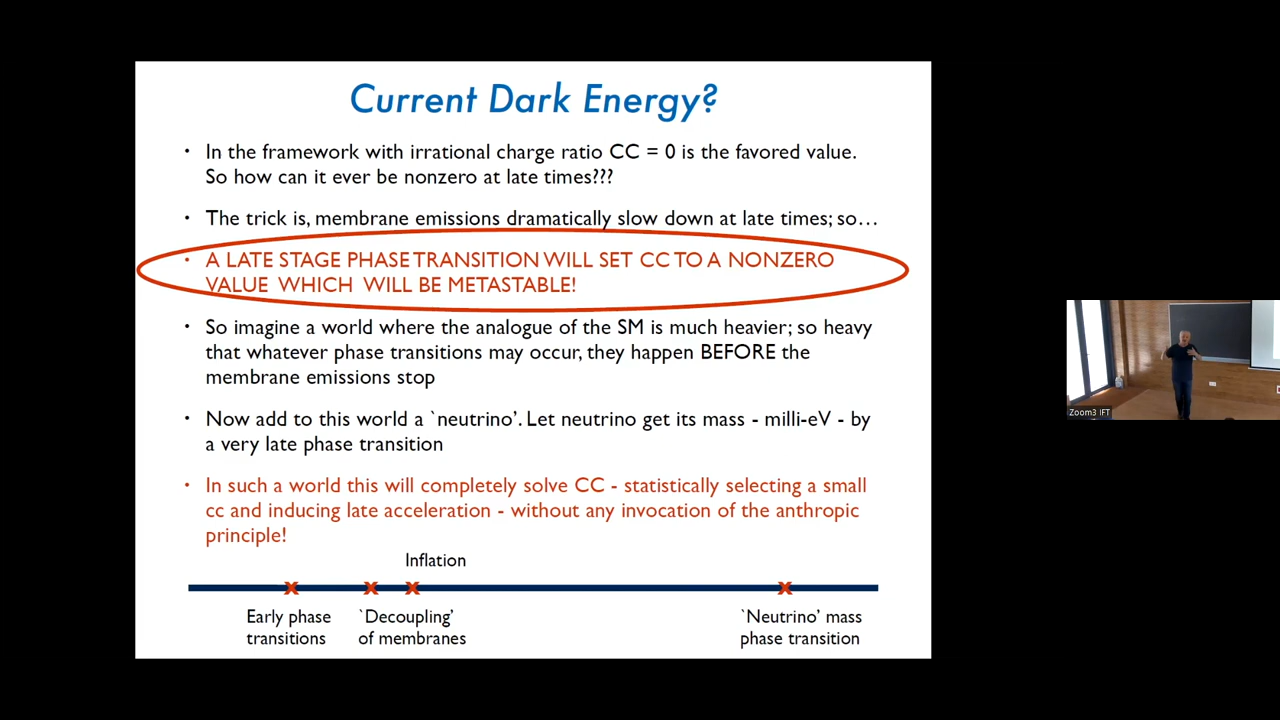 Current Dark Energy?
• In the framework with irrational charge ratio CC = 0 is the favored value.
So how can it ever be nonzero at late times???
• The trick is, membrane emissions dramatically slow down at late times; so…
• A LATE STAGE PHASE TRANSITION WILL SET CC TO A NONZERO
VALUE WHICH WILL BE METASTABLE!
• So imagine a world where the analogue of the SM is much heavier; so heavy
that whatever phase transitions may occur, they happen BEFORE the
membrane emissions stop
• Now add to this world a `neutrino'. Let neutrino get its mass - milli-eV - by
a very late phase transition
• In such a world this will completely solve CC - statistically selecting a small
cc and inducing late acceleration - without any invocation of the anthropic
principle!
Inflation
Early phase
transitions
`Decoupling'
of membranes
`Neutrino' mass
phase transition
Zoom3 IFT